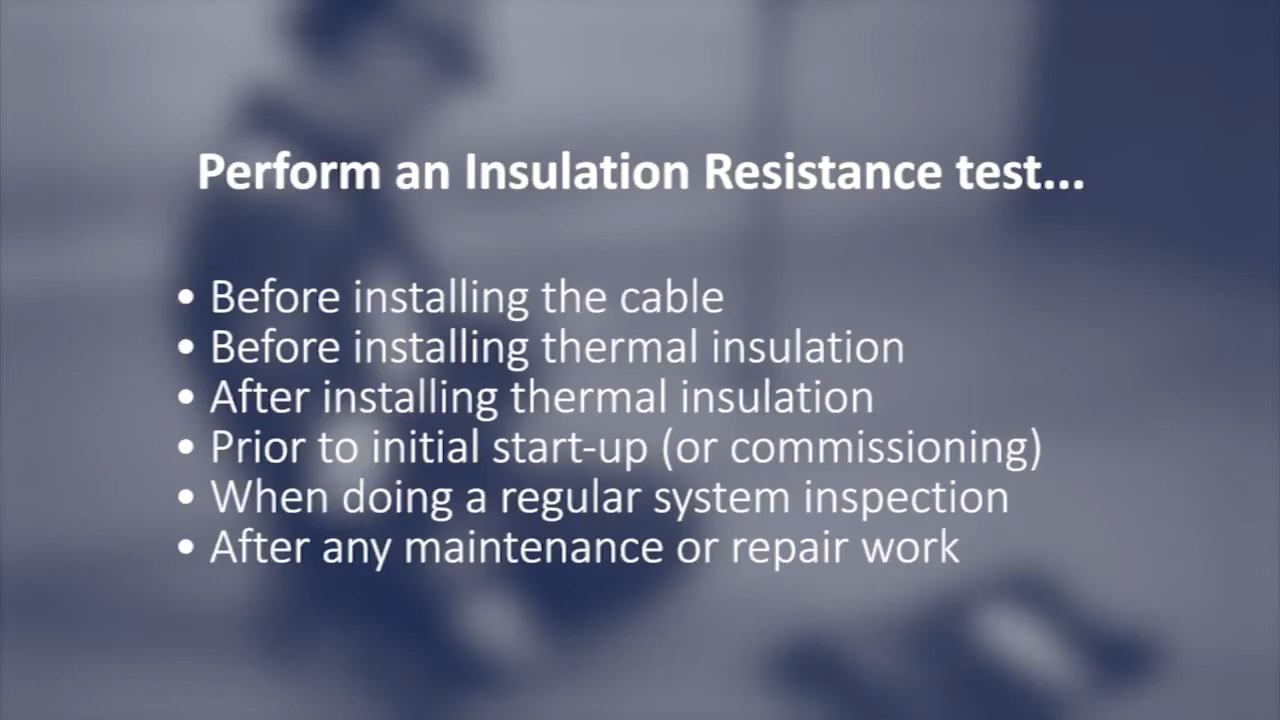 Perform an Insulation Resistance test...
• Before installing the cable
• Before installing thermal insulation
• After installing thermal insulation
• Prior to initial start-up (or commissioning)
• When doing a regular system inspection
• After any maintenance or repair work